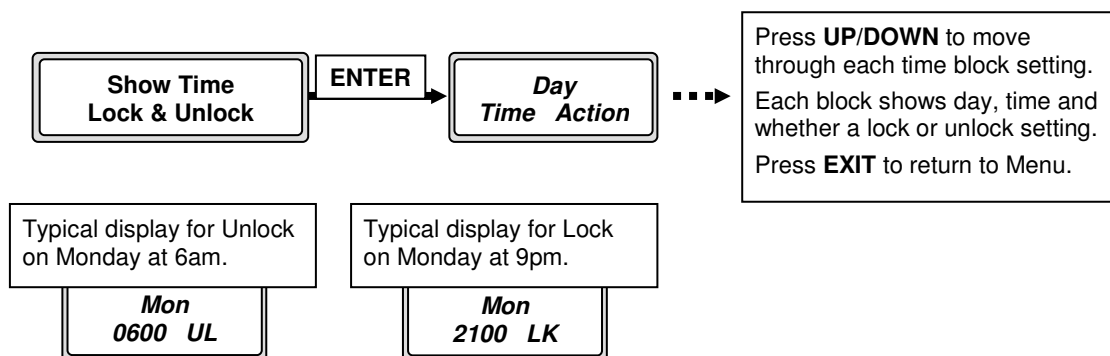 Show Time
Lock & Unlock
ENTER
Day
Time Action
Press UP/DOWN to move
through each time block setting.
Each block shows day, time and
whether a lock or unlock setting.
Press EXIT to return to Menu.
Typical display for Unlock
on Monday at 6am.
Mon
0600 UL
Typical display for Lock
on Monday at 9pm.
Mon
2100 LK